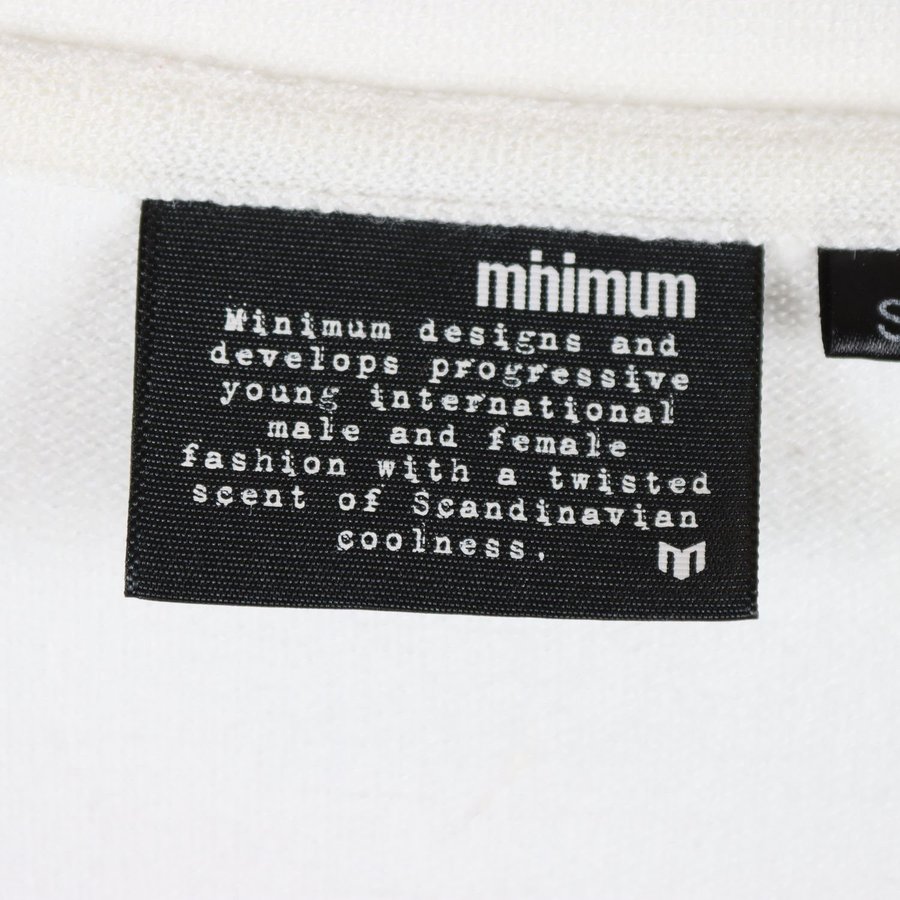 minimum
Minimum designs and
develops progressive
young international
male and female
fashion with a twisted
scent of Scandinavian
coolness.
S